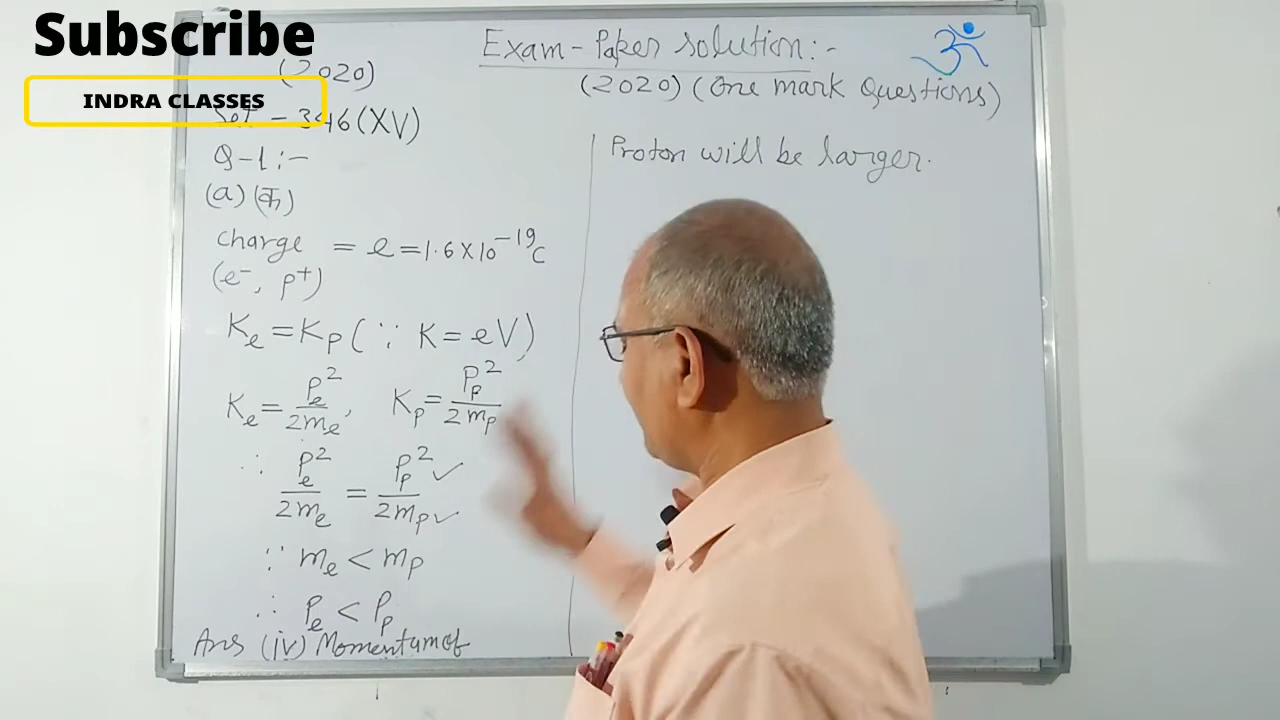 Subscribe
INDRA CLASSES
Exam-Paper solution:-
ॐ
(2020)
(2020) (One mark Questions)
Set - 346(XV)
Q-1:-
(a) (क)
Charge = e = 1.6×10⁻¹⁹C
(e⁻, p⁺)
Kₑ = Kₚ (∵ K = eV)
Kₑ = Pₑ²/2mₑ, Kₚ = Pₚ²/2mₚ
∴ Pₑ²/2mₑ = Pₚ²/2mₚ
∵ mₑ < mₚ
∴ Pₑ < Pₚ
Ans (iv) Momentum of
Proton will be larger.